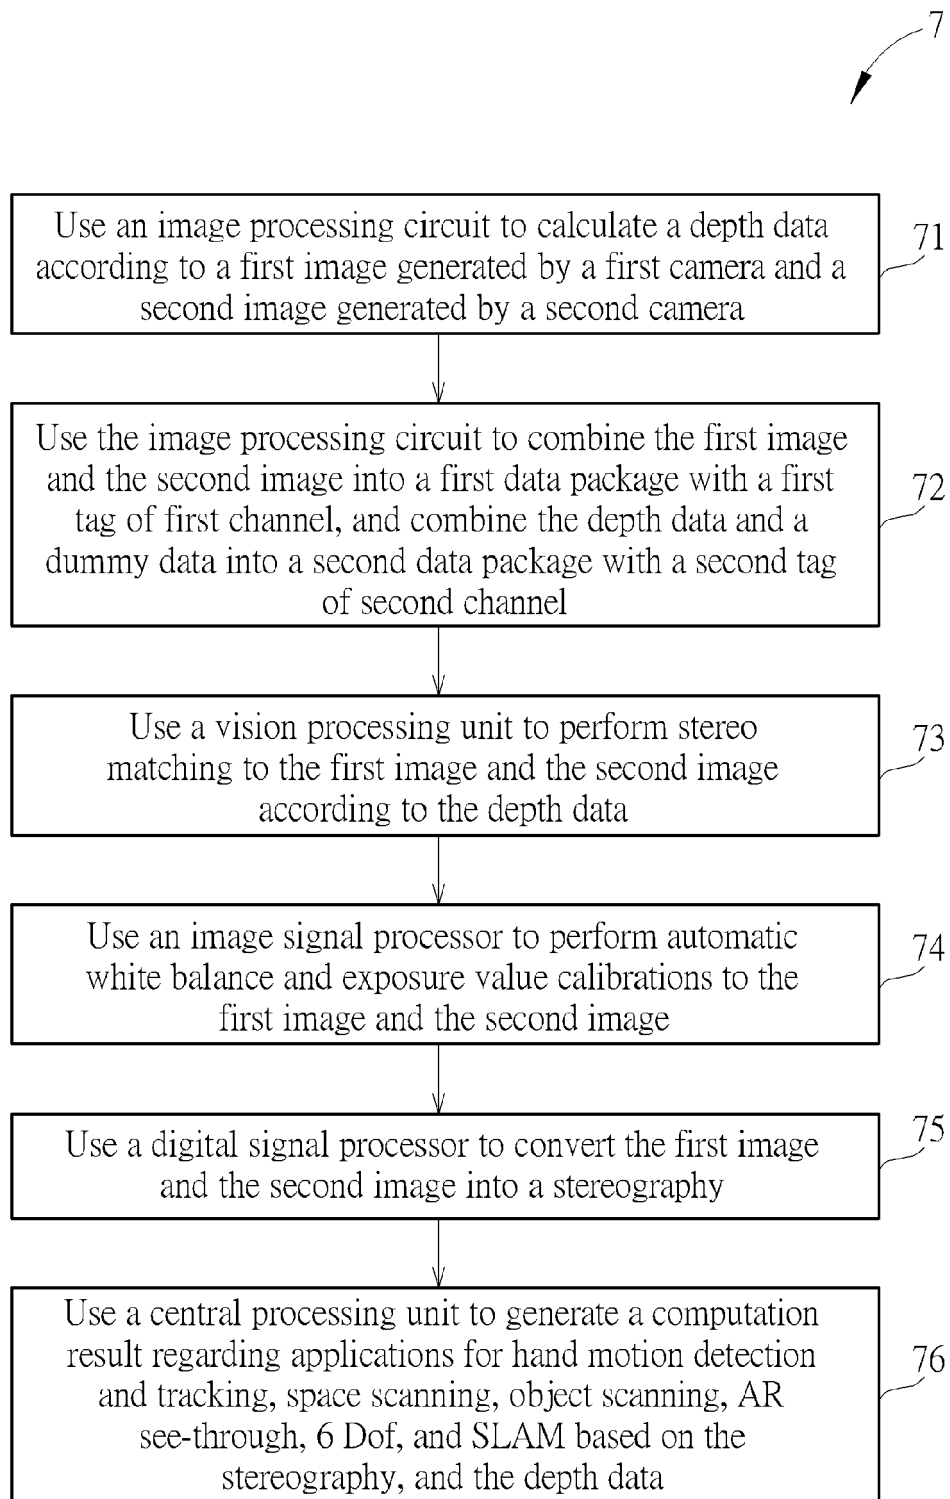 7
Use an image processing circuit to calculate a depth data
according to a first image generated by a first camera and a
second image generated by a second camera
71
Use the image processing circuit to combine the first image
and the second image into a first data package with a first
tag of first channel, and combine the depth data and a
dummy data into a second data package with a second tag
of second channel
72
Use a vision processing unit to perform stereo
matching to the first image and the second image
according to the depth data
73
Use an image signal processor to perform automatic
white balance and exposure value calibrations to the
first image and the second image
74
Use a digital signal processor to convert the first image
and the second image into a stereography
75
Use a central processing unit to generate a computation
result regarding applications for hand motion detection
and tracking, space scanning, object scanning, AR
see-through, 6 Dof, and SLAM based on the
stereography, and the depth data
76